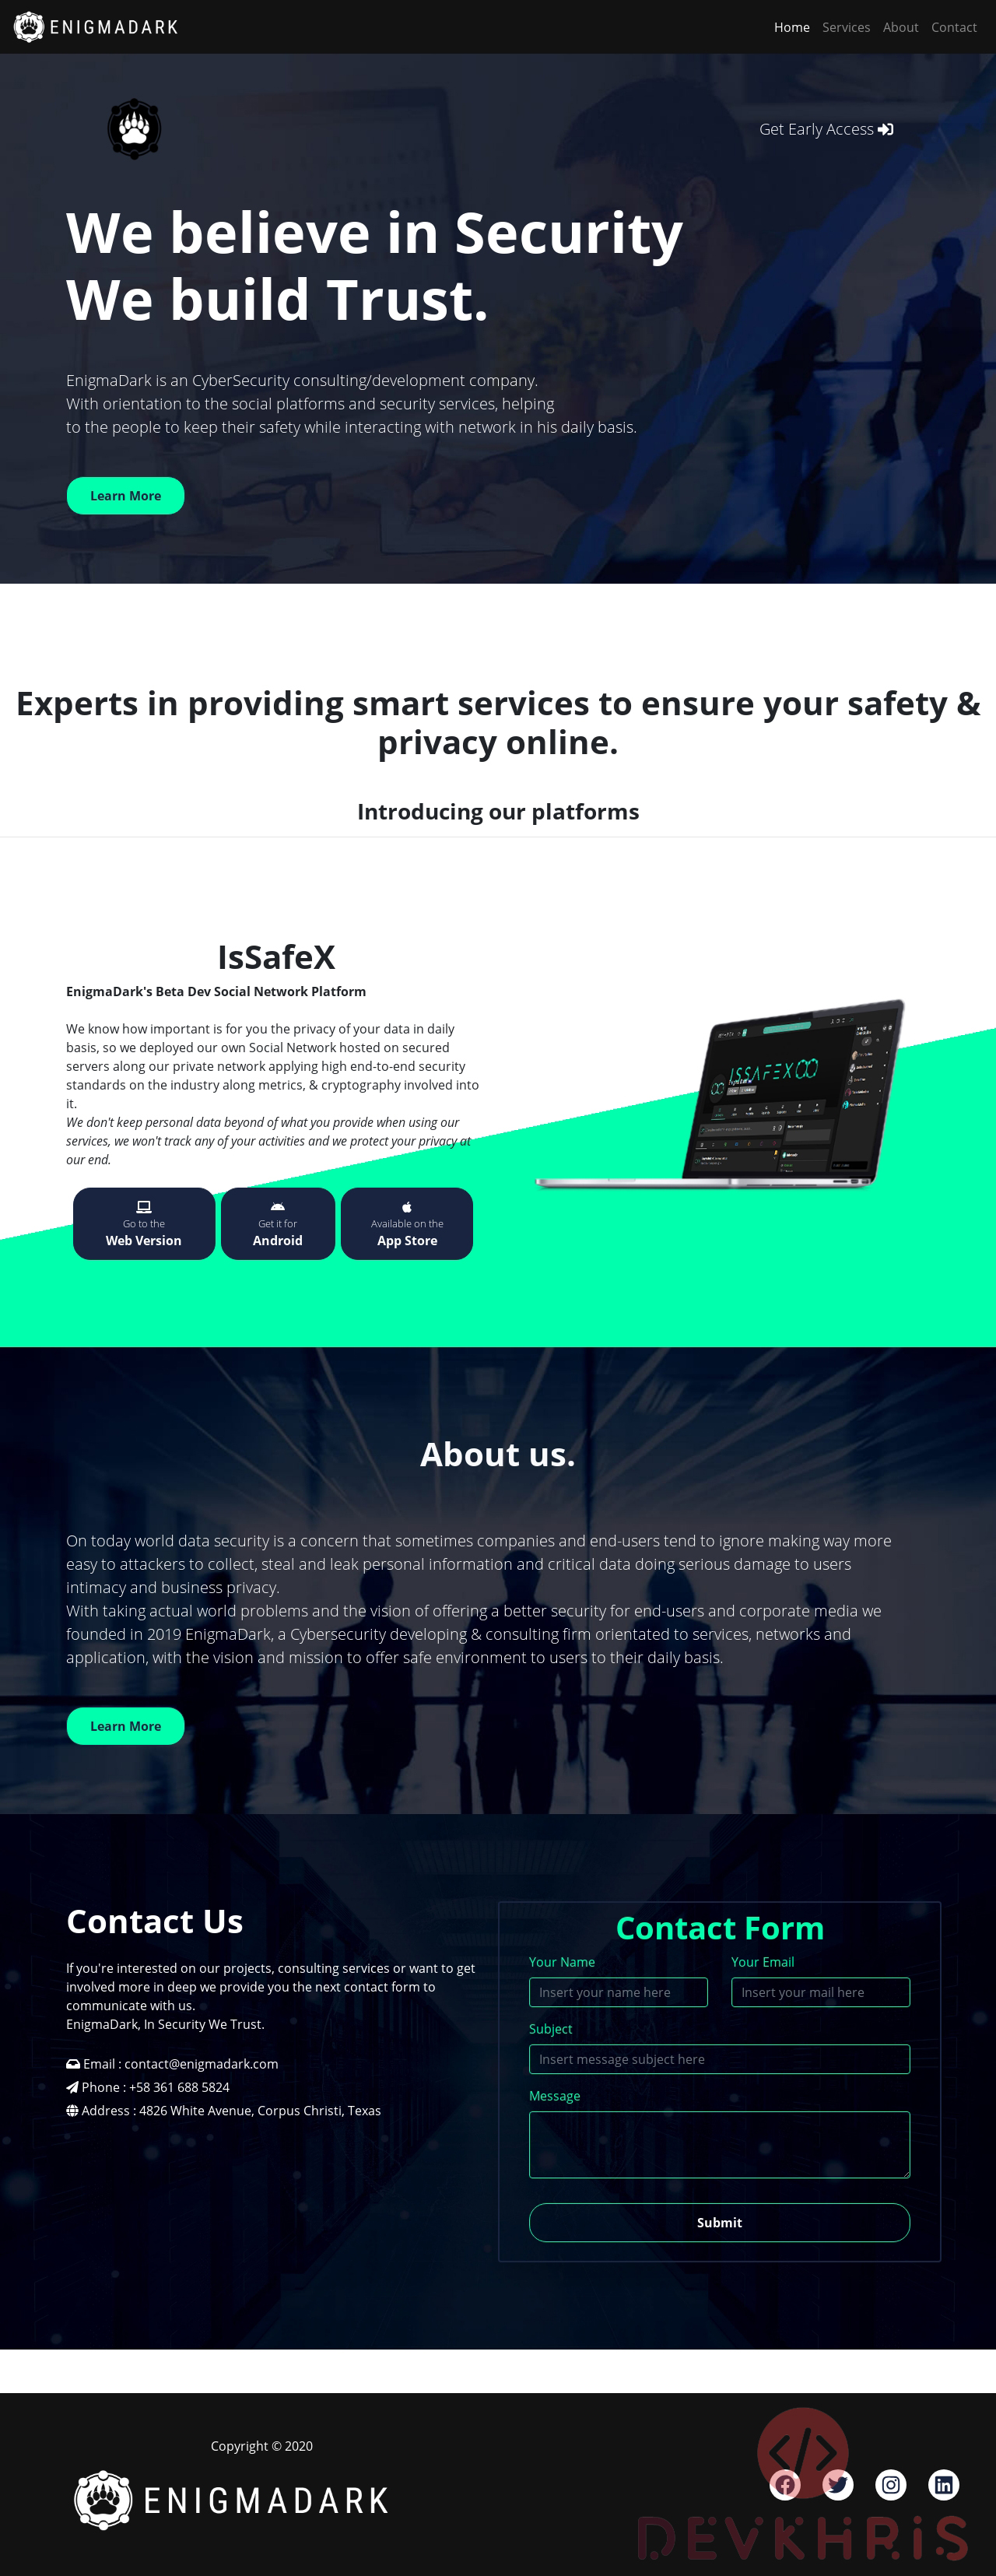 ENIGMADARK
Home Services About Contact
Get Early Access
We believe in Security
We build Trust.
EnigmaDark is an CyberSecurity consulting/development company.
With orientation to the social platforms and security services, helping
to the people to keep their safety while interacting with network in his daily basis.
Learn More
Experts in providing smart services to ensure your safety &
privacy online.
Introducing our platforms
IsSafeX
EnigmaDark's Beta Dev Social Network Platform
We know how important is for you the privacy of your data in daily
basis, so we deployed our own Social Network hosted on secured
servers along our private network applying high end-to-end security
standards on the industry along metrics, & cryptography involved into
it.
We don't keep personal data beyond of what you provide when using our
services, we won't track any of your activities and we protect your privacy at
our end.
ISSAFEX
Go to the
Web Version
Get it for
Android
Available on the
App Store
About us.
On today world data security is a concern that sometimes companies and end-users tend to ignore making way more
easy to attackers to collect, steal and leak personal information and critical data doing serious damage to users
intimacy and business privacy.
With taking actual world problems and the vision of offering a better security for end-users and corporate media we
founded in 2019 EnigmaDark, a Cybersecurity developing & consulting firm orientated to services, networks and
application, with the vision and mission to offer safe environment to users to their daily basis.
Learn More
Contact Us
If you're interested on our projects, consulting services or want to get
involved more in deep we provide you the next contact form to
communicate with us.
EnigmaDark, In Security We Trust.
Email : contact@enigmadark.com
Phone : +58 361 688 5824
Address : 4826 White Avenue, Corpus Christi, Texas
Contact Form
Your Name Your Email
Insert your name here Insert your mail here
Subject
Insert message subject here
Message
Submit
Copyright © 2020
ENIGMADARK
</>
DEVKHRIS